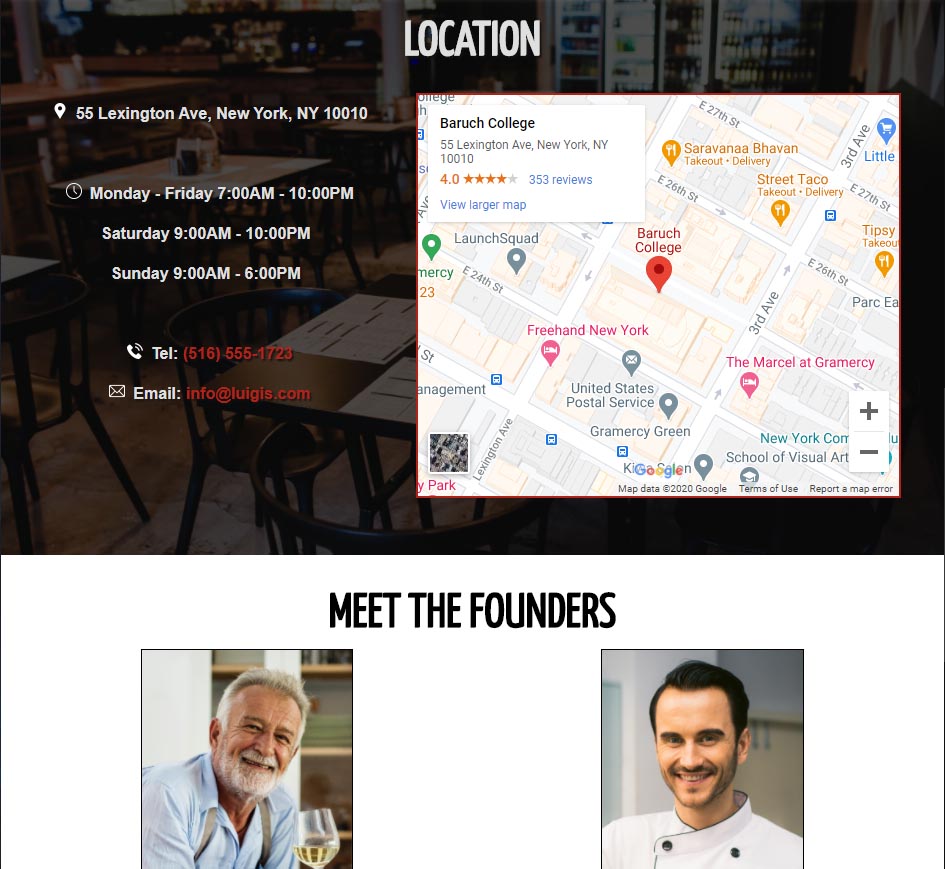 LOCATION
55 Lexington Ave, New York, NY 10010
Monday - Friday 7:00AM - 10:00PM
Saturday 9:00AM - 10:00PM
Sunday 9:00AM - 6:00PM
Tel: (516) 555-1723
Email: info@luigis.com
Baruch College
55 Lexington Ave, New York, NY
10010
4.0 353 reviews
View larger map
E 27th St
3rd Ave
Little
Saravanaa Bhavan
Takeout • Delivery
E 26th St
Street Taco
Takeout • Delivery
E 27th St
Tipsy
LaunchSquad
Baruch
College
E 24th St
23
E 26th St
Parc Ea
3rd Ave
Freehand New York
The Marcel at Gramercy
St
United States
Postal Service
Gramercy Green
Lexington Ave
New York Com
School of Visual Art
Google
y Park
Map data ©2020 Google Terms of Use Report a map error
MEET THE FOUNDERS